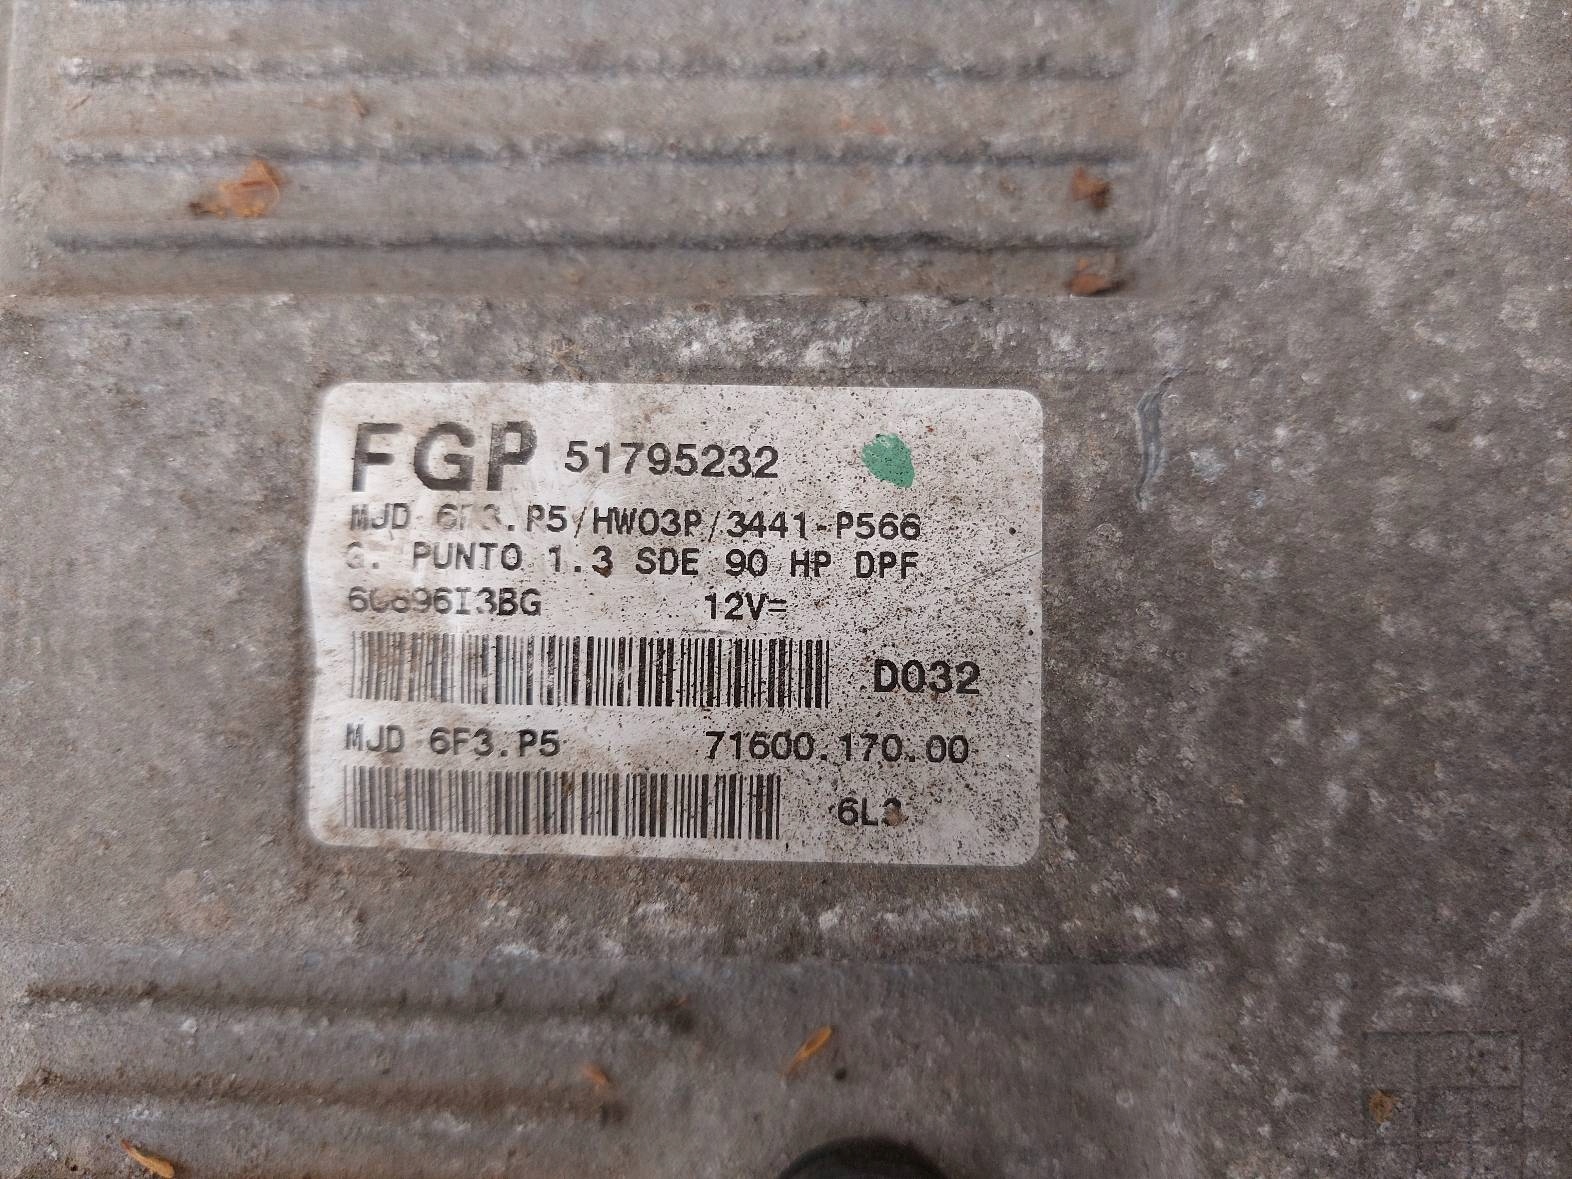 FGP 51795232
MJD 6F3.P5/HW03P/3441-P566
G. PUNTO 1.3 SDE 90 HP DPF
12V=
D032
MJD 6F3.P5 71600.170.00
6L3